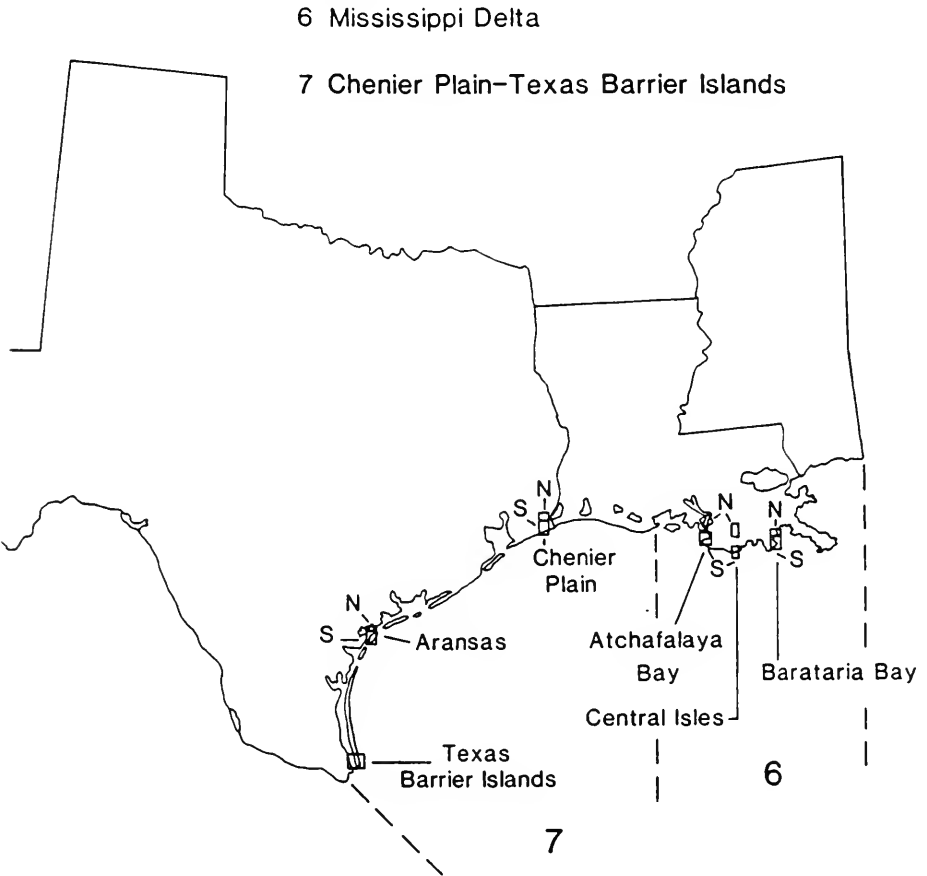 6 Mississippi Delta
7 Chenier Plain-Texas Barrier Islands
N
S
Chenier
Plain
N
S
N
S
Atchafalaya
Bay
Barataria Bay
Central Isles
N
S
Aransas
Texas
Barrier Islands
6
7